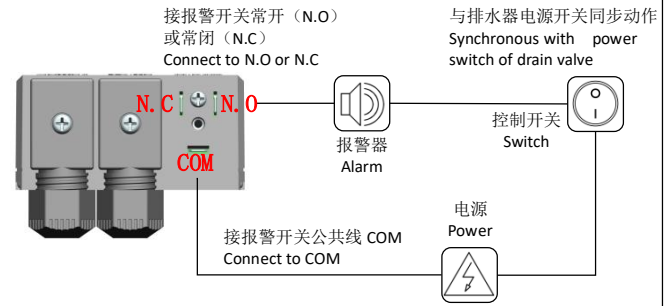 接报警开关常开（N.O）
或常闭（N.C）
Connect to N.O or N.C
与排水器电源开关同步动作
Synchronous with power
switch of drain valve
N.C
N.O
COM
报警器
Alarm
控制开关
Switch
电源
Power
接报警开关公共线 COM
Connect to COM